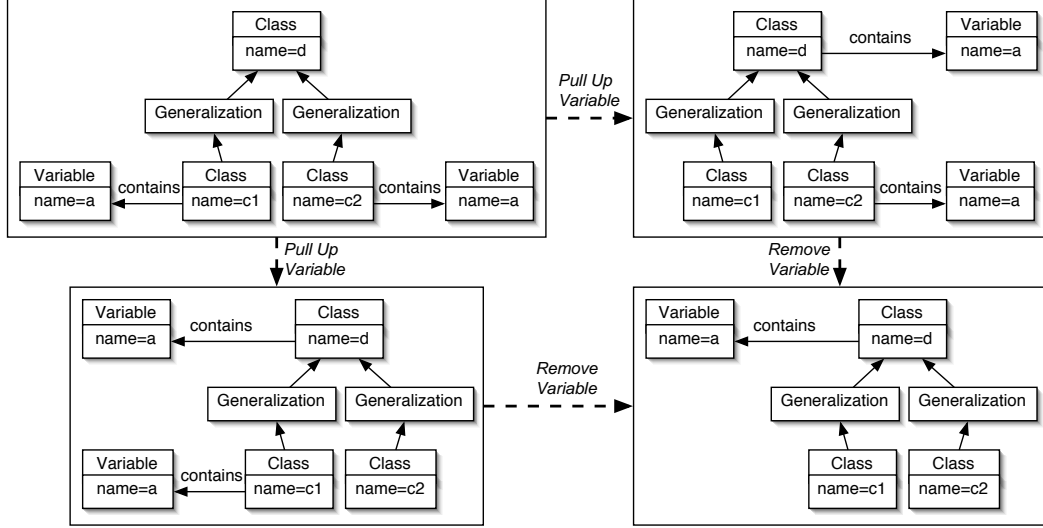 Class
name=d
Generalization
Generalization
Variable
name=a
contains
Class
name=c1
Class
name=c2
contains
Variable
name=a
Pull Up
Variable
Class
name=d
contains
Variable
name=a
Generalization
Generalization
Class
name=c1
Class
name=c2
contains
Variable
name=a
Pull Up
Variable
Remove
Variable
Variable
name=a
contains
Class
name=d
Generalization
Generalization
Variable
name=a
contains
Class
name=c1
Class
name=c2
Remove
Variable
Variable
name=a
contains
Class
name=d
Generalization
Generalization
Class
name=c1
Class
name=c2